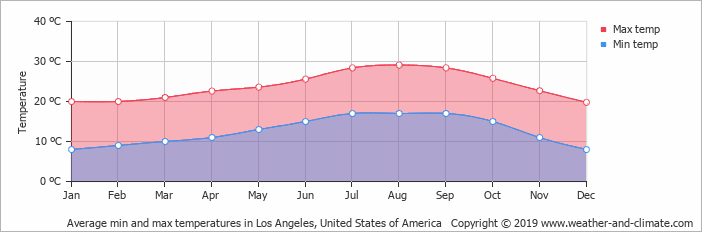 40 ºC
Max temp
Min temp
30 ºC
Temperature
20 ºC
10 ºC
0 ºC
Jan Feb Mar Apr May Jun Jul Aug Sep Oct Nov Dec
Average min and max temperatures in Los Angeles, United States of America Copyright © 2019 www.weather-and-climate.com